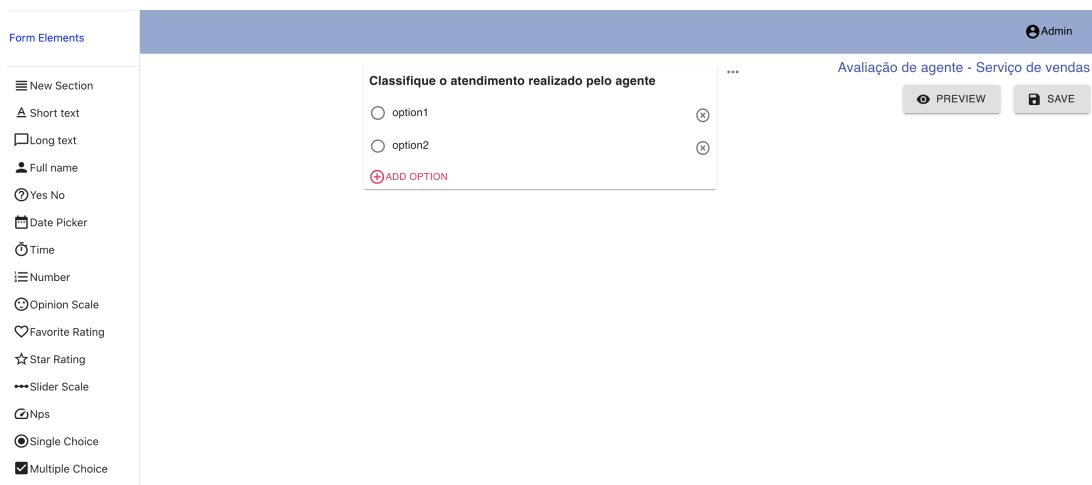 Form Elements
Admin
New Section
Short text
Long text
Full name
Yes No
Date Picker
Time
Number
Opinion Scale
Favorite Rating
Star Rating
Slider Scale
Nps
Single Choice
Multiple Choice
Classifique o atendimento realizado pelo agente
option1
option2
ADD OPTION
Avaliação de agente - Serviço de vendas
PREVIEW SAVE